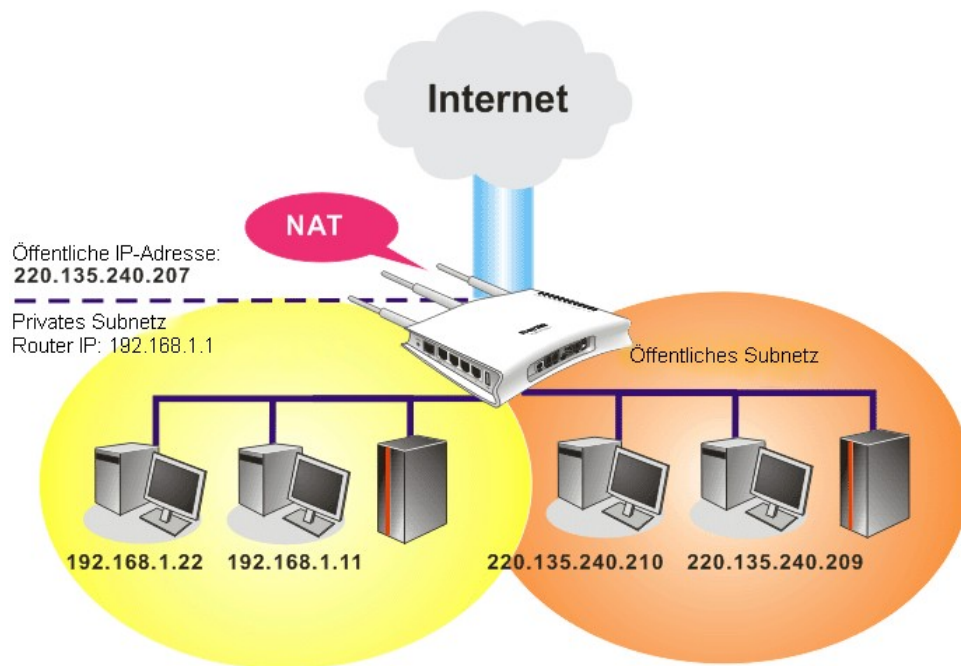 Internet
NAT
Öffentliche IP-Adresse:
220.135.240.207
Privates Subnetz
Router IP: 192.168.1.1
Öffentliches Subnetz
192.168.1.22
192.168.1.11
220.135.240.210
220.135.240.209